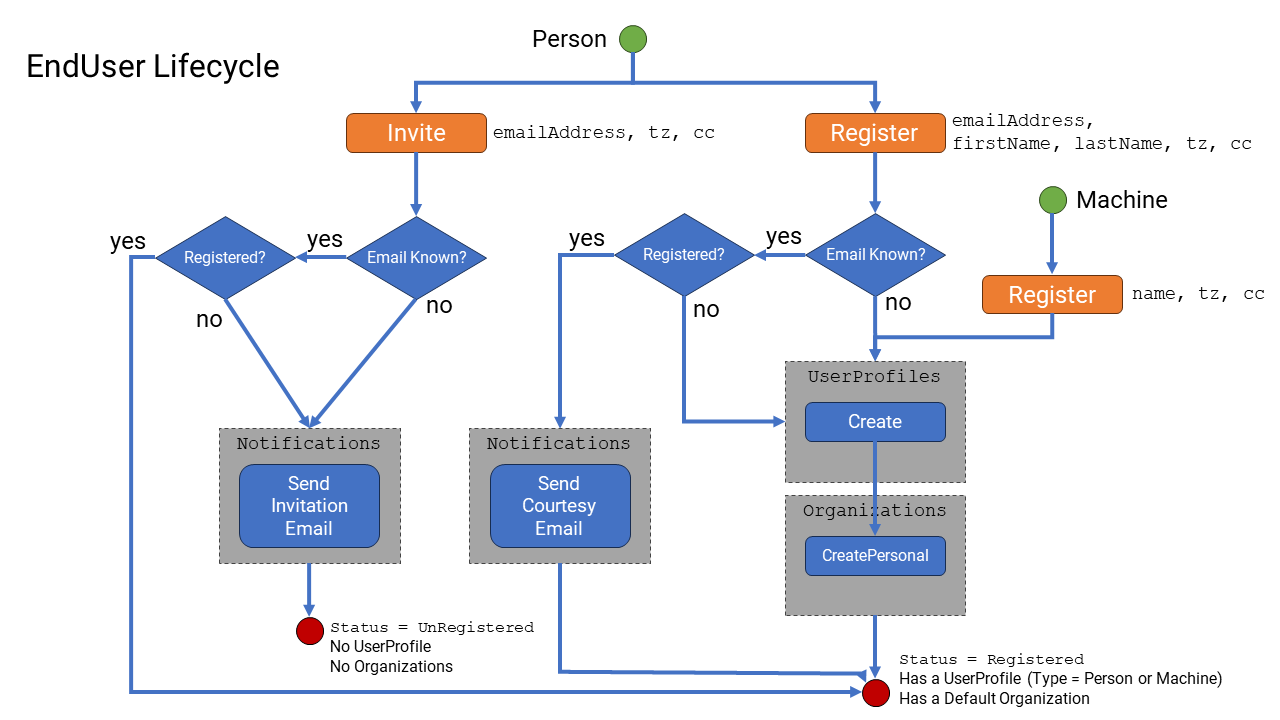 Person
EndUser Lifecycle
Invite
emailAddress, tz, cc
Register
emailAddress,
firstName, lastName, tz, cc
Machine
Register
name, tz, cc
yes
Registered?
yes
Email Known?
no
no
yes
Registered?
yes
Email Known?
no
no
UserProfiles
Create
Notifications
Send
Invitation
Email
Notifications
Send
Courtesy
Email
Organizations
CreatePersonal
Status = UnRegistered
No UserProfile
No Organizations
Status = Registered
Has a UserProfile (Type = Person or Machine)
Has a Default Organization